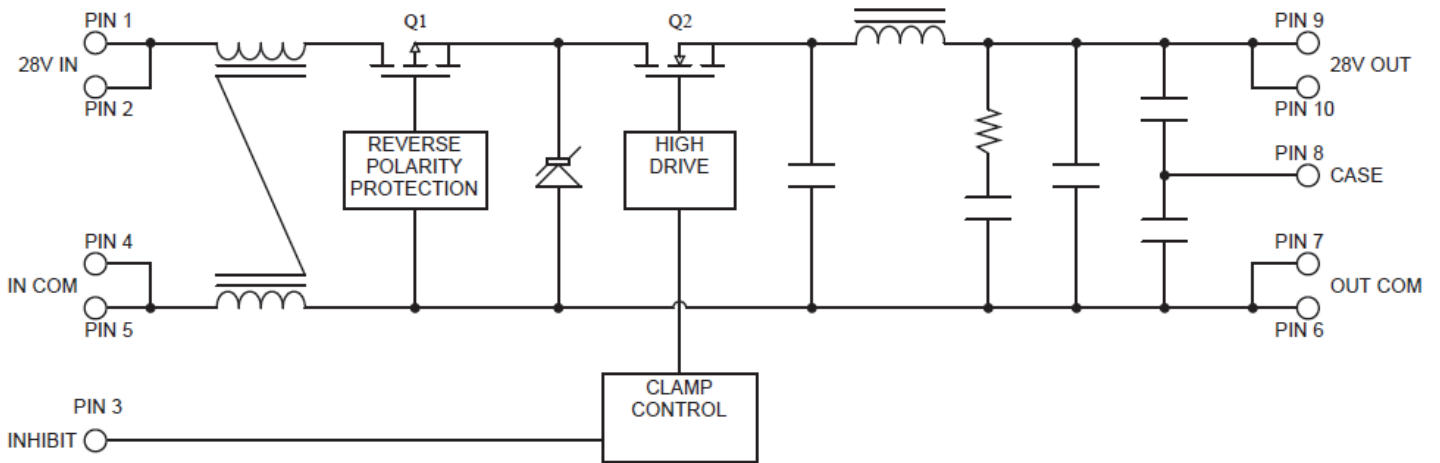 PIN 1
Q1
Q2
PIN 9
28V IN
28V OUT
PIN 2
PIN 10
REVERSE
POLARITY
PROTECTION
HIGH
DRIVE
PIN 8
CASE
PIN 4
PIN 7
IN COM
OUT COM
PIN 5
PIN 6
CLAMP
CONTROL
PIN 3
INHIBIT